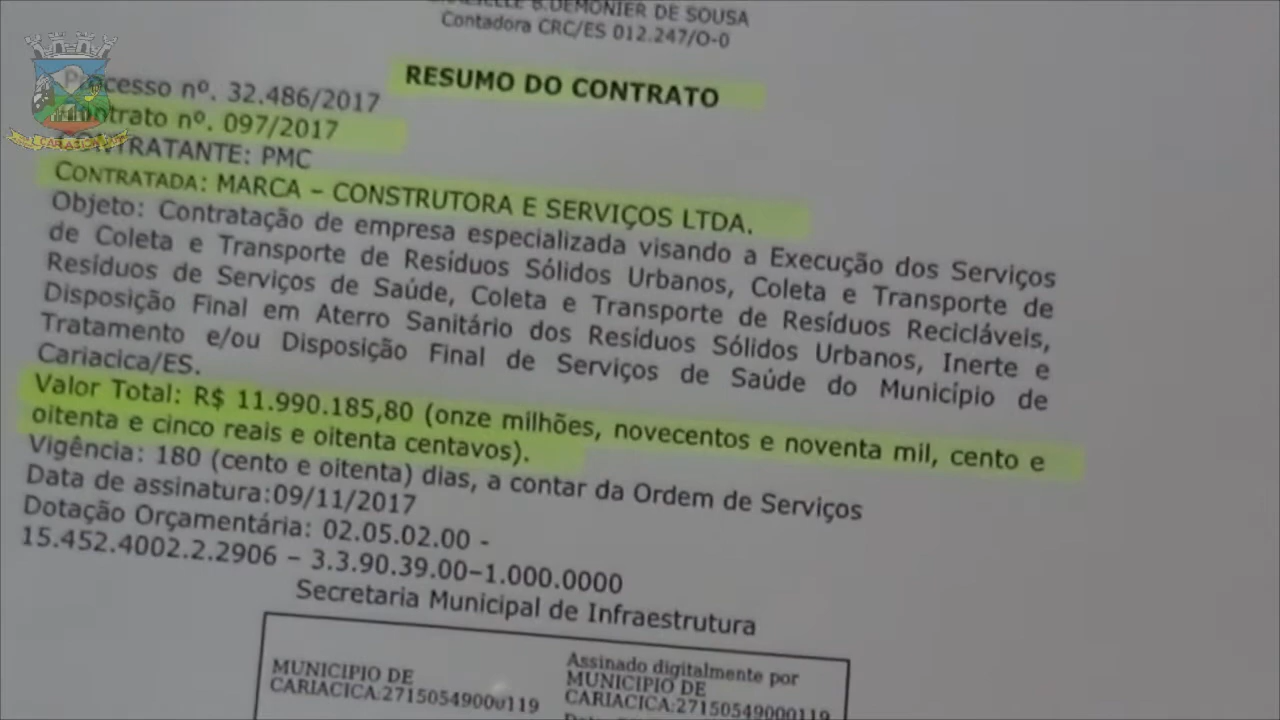 B.DEMONIER DE SOUSA
Contadora CRC/ES 012.247/O-0
RESUMO DO CONTRATO
Processo nº. 32.486/2017
Contrato nº. 097/2017
CONTRATANTE: PMC
CONTRATADA: MARCA – CONSTRUTORA E SERVIÇOS LTDA.
Objeto: Contratação de empresa especializada visando a Execução dos Serviços
de Coleta e Transporte de Resíduos Sólidos Urbanos, Coleta e Transporte de
Resíduos de Serviços de Saúde, Coleta e Transporte de Resíduos Recicláveis,
Disposição Final em Aterro Sanitário dos Resíduos Sólidos Urbanos, Inerte e
Tratamento e/ou Disposição Final de Serviços de Saúde do Município de
Cariacica/ES.
Valor Total: R$ 11.990.185,80 (onze milhões, novecentos e noventa mil, cento e
oitenta e cinco reais e oitenta centavos).
Vigência: 180 (cento e oitenta) dias, a contar da Ordem de Serviços
Data de assinatura:09/11/2017
Dotação Orçamentária: 02.05.02.00 -
15.452.4002.2.2906 – 3.3.90.39.00–1.000.0000
Secretaria Municipal de Infraestrutura
MUNICIPIO DE
CARIACICA:27150549000119
Assinado digitalmente por
MUNICIPIO DE
CARIACICA:27150549000119